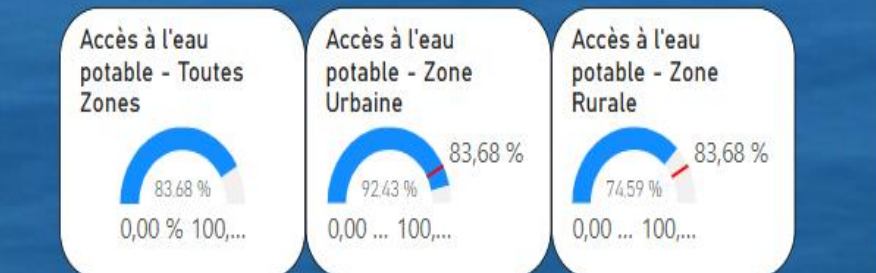 Accès à l'eau
potable - Toutes
Zones
83,68 %
0,00 % 100,...
Accès à l'eau
potable - Zone
Urbaine
83,68 %
92,43 %
0,00 ... 100,...
Accès à l'eau
potable - Zone
Rurale
83,68 %
74,59 %
0,00 ... 100,...